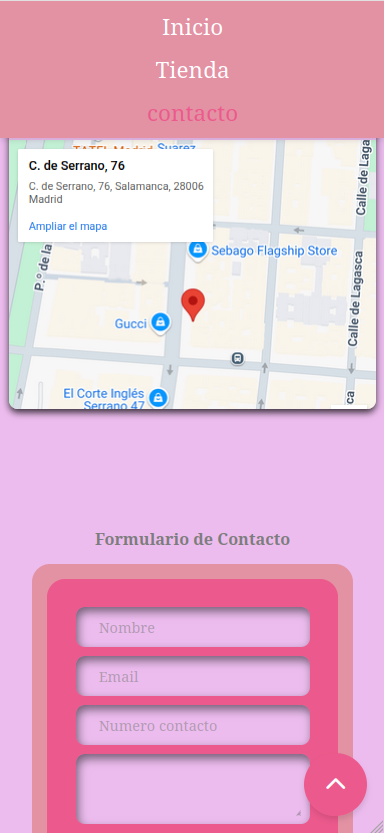 Inicio
Tienda
contacto
C. de Serrano, 76
C. de Serrano, 76, Salamanca, 28006
Madrid
Ampliar el mapa
Suarez
Calle de Lagasca
P.º de la
Sebago Flagship Store
Calle de Lagasca
Gucci
El Corte Inglés
Serrano 47
ca
Formulario de Contacto
Nombre
Email
Numero contacto